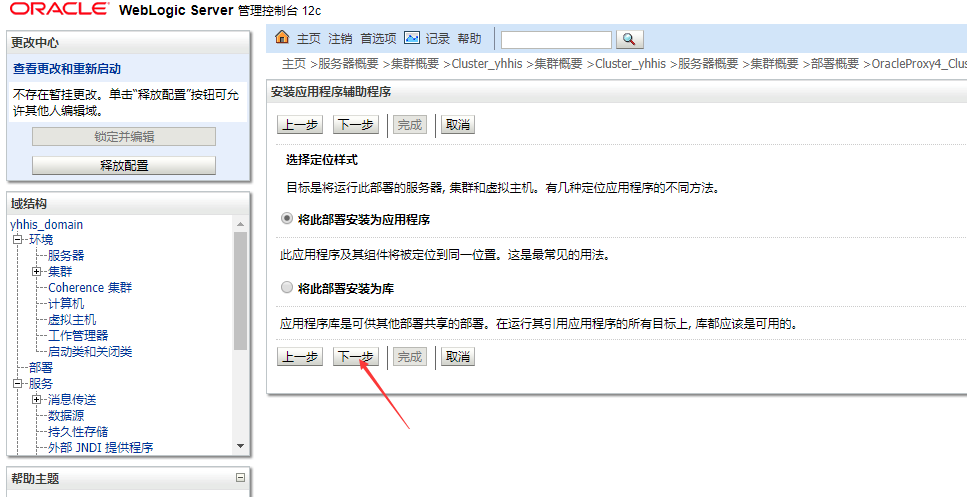 ORACLE WebLogic Server 管理控制台 12c
更改中心
查看更改和重新启动
不存在暂挂更改。单击“释放配置”按钮可允
许其他人编辑域。
锁定并编辑
释放配置
域结构
yhhis_domain
环境
服务器
集群
Coherence 集群
计算机
虚拟主机
工作管理器
启动类和关闭类
部署
服务
消息传送
数据源
持久性存储
外部 JNDI 提供程序
帮助主题
主页 注销 首选项 记录 帮助
主页 >服务器概要 >集群概要 >Cluster_yhhis >集群概要 >Cluster_yhhis >服务器概要 >集群概要 >部署概要 >OracleProxy4_Clus
安装应用程序辅助程序
上一步 下一步 完成 取消
选择定位样式
目标是将运行此部署的服务器, 集群和虚拟主机。有几种定位应用程序的不同方法。
将此部署安装为应用程序
此应用程序及其组件将被定位到同一位置。这是最常见的用法。
将此部署安装为库
应用程序库是可供其他部署共享的部署。在运行其引用应用程序的所有目标上, 库都应该是可用的。
上一步 下一步 完成 取消